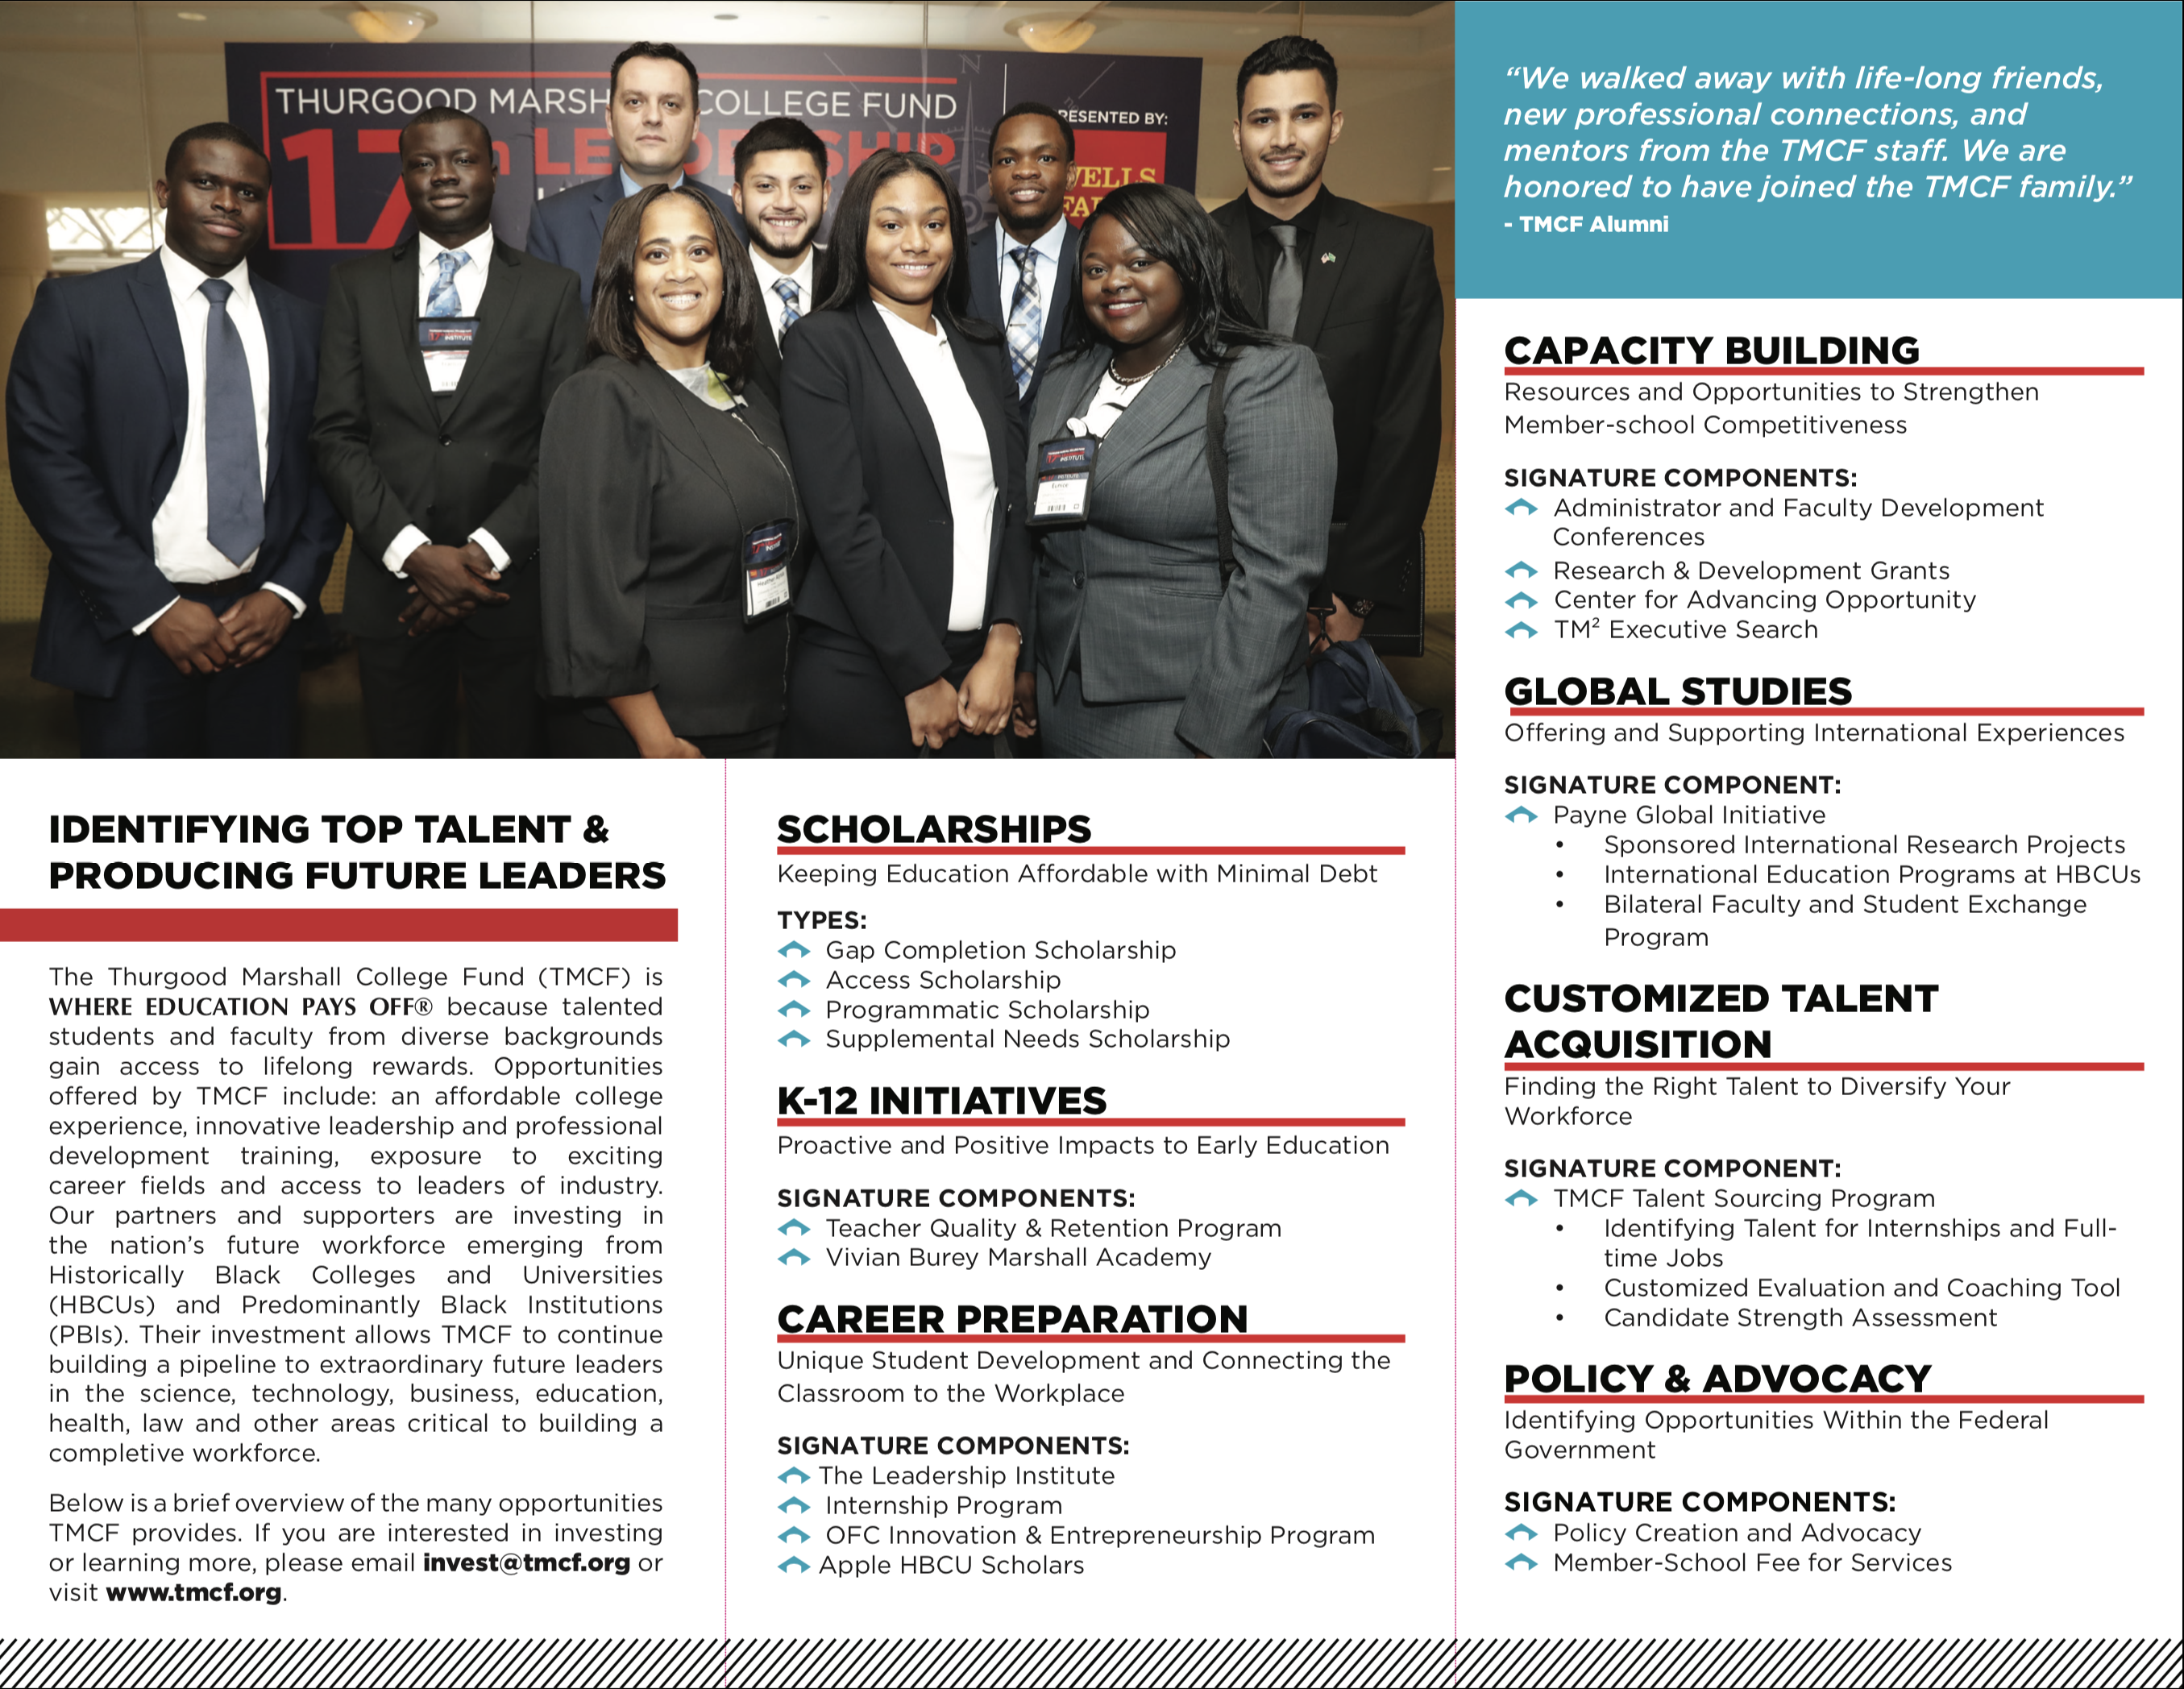 THURGOOD MARSH COLLEGE FUND
17
PRESENTED BY:
“We walked away with life-long friends,
new professional connections, and
mentors from the TMCF staff. We are
honored to have joined the TMCF family.”
- TMCF Alumni
IDENTIFYING TOP TALENT &
PRODUCING FUTURE LEADERS
The Thurgood Marshall College Fund (TMCF) is
WHERE EDUCATION PAYS OFF® because talented
students and faculty from diverse backgrounds
gain access to lifelong rewards. Opportunities
offered by TMCF include: an affordable college
experience, innovative leadership and professional
development training, exposure to exciting
career fields and access to leaders of industry.
Our partners and supporters are investing in
the nation’s future workforce emerging from
Historically Black Colleges and Universities
(HBCUs) and Predominantly Black Institutions
(PBIs). Their investment allows TMCF to continue
building a pipeline to extraordinary future leaders
in the science, technology, business, education,
health, law and other areas critical to building a
completive workforce.
Below is a brief overview of the many opportunities
TMCF provides. If you are interested in investing
or learning more, please email invest@tmcf.org or
visit www.tmcf.org.
SCHOLARSHIPS
Keeping Education Affordable with Minimal Debt
TYPES:
Gap Completion Scholarship
Access Scholarship
Programmatic Scholarship
Supplemental Needs Scholarship
K-12 INITIATIVES
Proactive and Positive Impacts to Early Education
SIGNATURE COMPONENTS:
Teacher Quality & Retention Program
Vivian Burey Marshall Academy
CAREER PREPARATION
Unique Student Development and Connecting the
Classroom to the Workplace
SIGNATURE COMPONENTS:
The Leadership Institute
Internship Program
OFC Innovation & Entrepreneurship Program
Apple HBCU Scholars
CAPACITY BUILDING
Resources and Opportunities to Strengthen
Member-school Competitiveness
SIGNATURE COMPONENTS:
Administrator and Faculty Development
Conferences
Research & Development Grants
Center for Advancing Opportunity
TM² Executive Search
GLOBAL STUDIES
Offering and Supporting International Experiences
SIGNATURE COMPONENT:
Payne Global Initiative
• Sponsored International Research Projects
• International Education Programs at HBCUs
• Bilateral Faculty and Student Exchange
Program
CUSTOMIZED TALENT
ACQUISITION
Finding the Right Talent to Diversify Your
Workforce
SIGNATURE COMPONENT:
TMCF Talent Sourcing Program
• Identifying Talent for Internships and Full-
time Jobs
• Customized Evaluation and Coaching Tool
• Candidate Strength Assessment
POLICY & ADVOCACY
Identifying Opportunities Within the Federal
Government
SIGNATURE COMPONENTS:
Policy Creation and Advocacy
Member-School Fee for Services